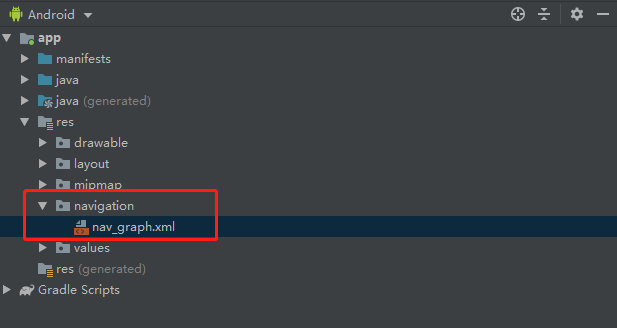 Android
app
manifests
java
java (generated)
res
drawable
layout
mipmap
navigation
nav_graph.xml
values
res (generated)
Gradle Scripts